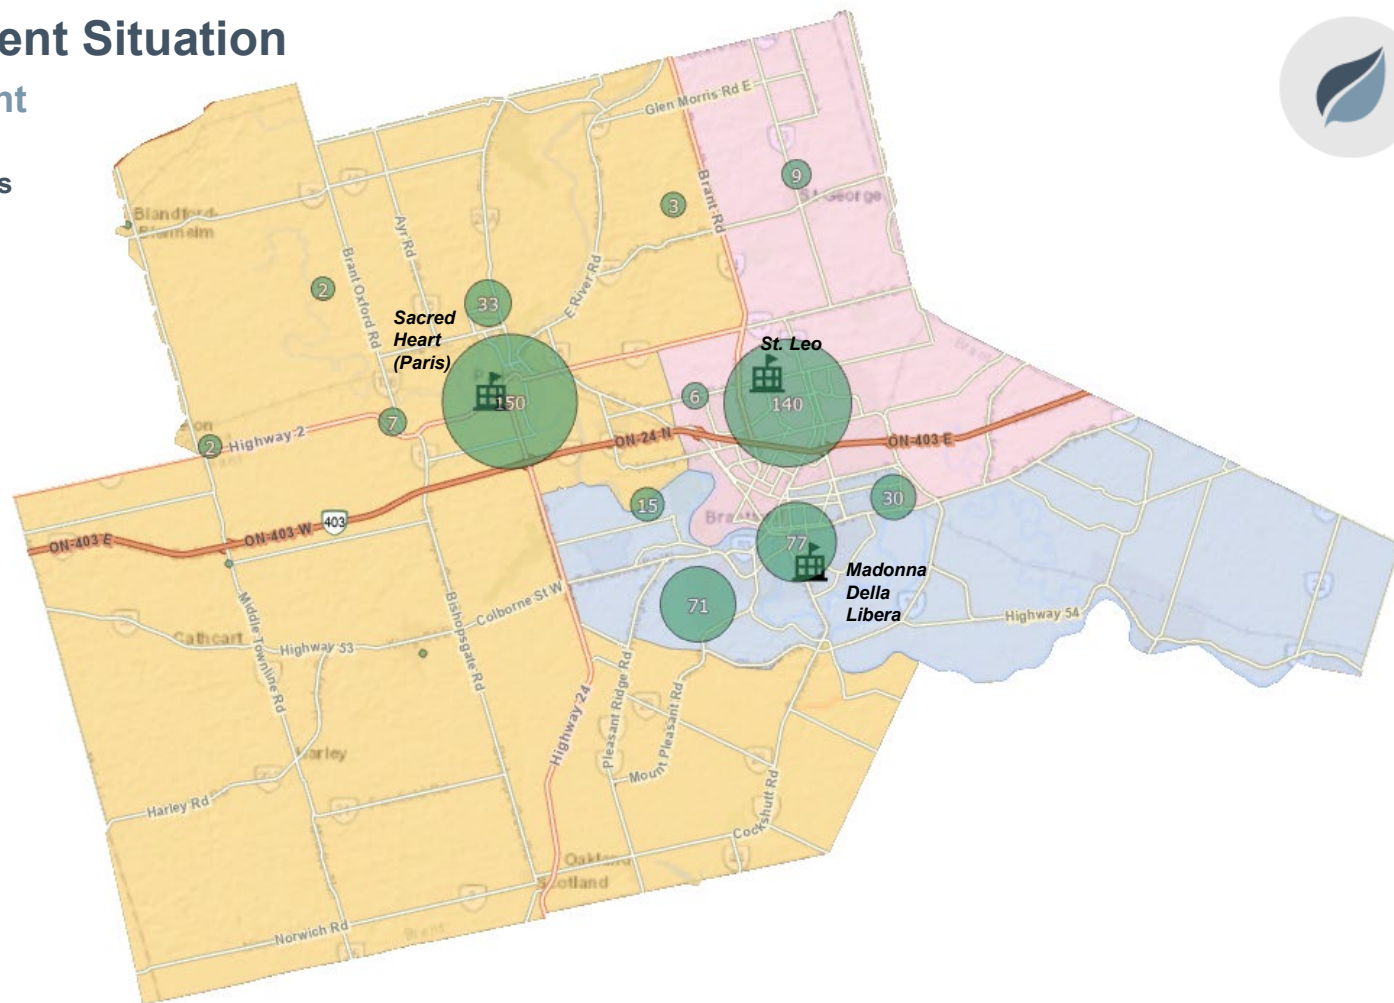 ent Situation
nt
s
Glen Morris Rd E
Brant Rd
9
St George
3
Blandford-
Blenheim
Ayr Rd
Brant Oxford Rd
E River Rd
2
33
Sacred
Heart
(Paris)
St. Leo
150
6
140
7
2
Highway 2
ON-24 N
ON-403 E
15
30
Brantford
77
403
ON-403 E
ON-403 W
Madonna
Della
Libera
71
Colborne St W
Highway 54
Middle Townline Rd
Bishopsgate Rd
Cathcart
Highway 53
Highway 24
Pleasant Ridge Rd
Mount Pleasant Rd
Harley
Harley Rd
Cockshutt Rd
Oakland
Scotland
Norwich Rd
Brant